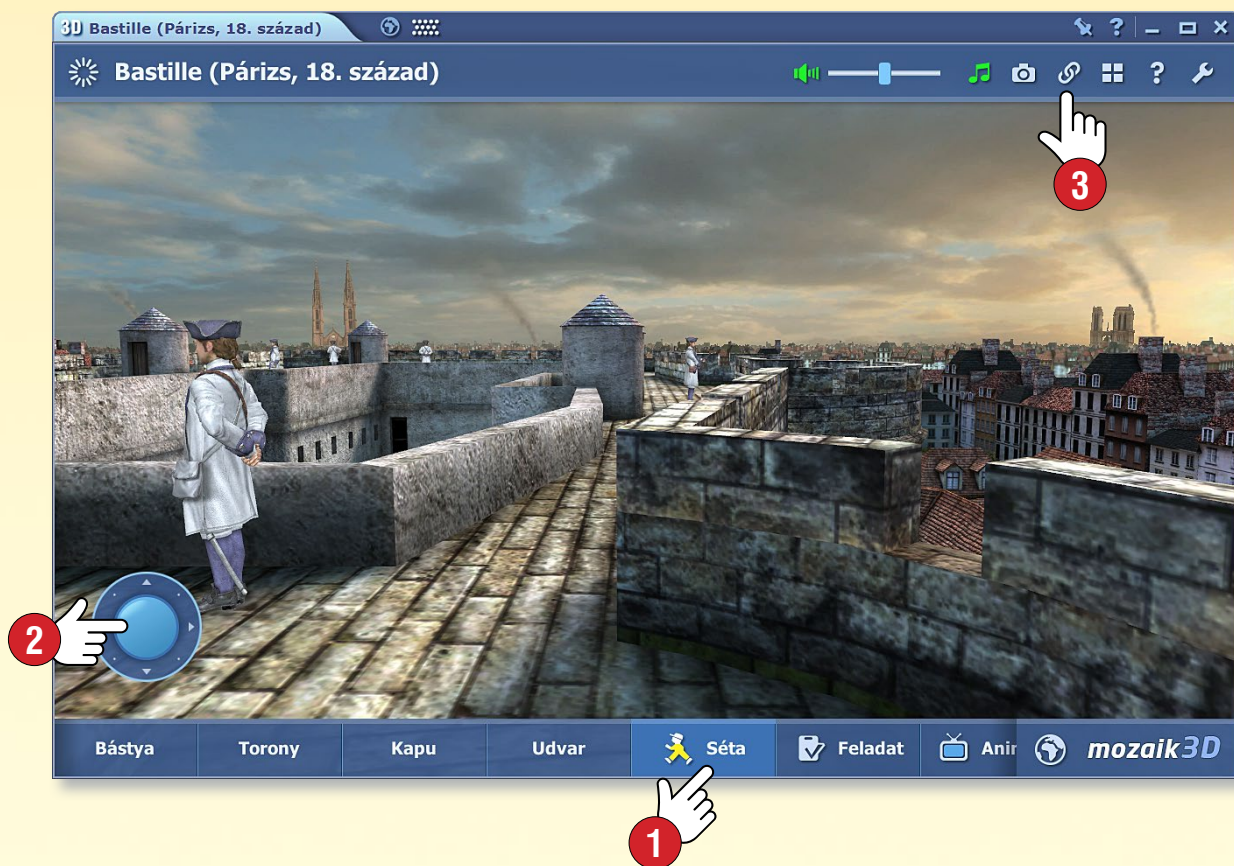 3D Bastille (Párizs, 18. század)
?
Bastille (Párizs, 18. század)
?
3
2
Bástya
Torony
Kapu
Udvar
Séta
Feladat
Anir
mozaik3D
1